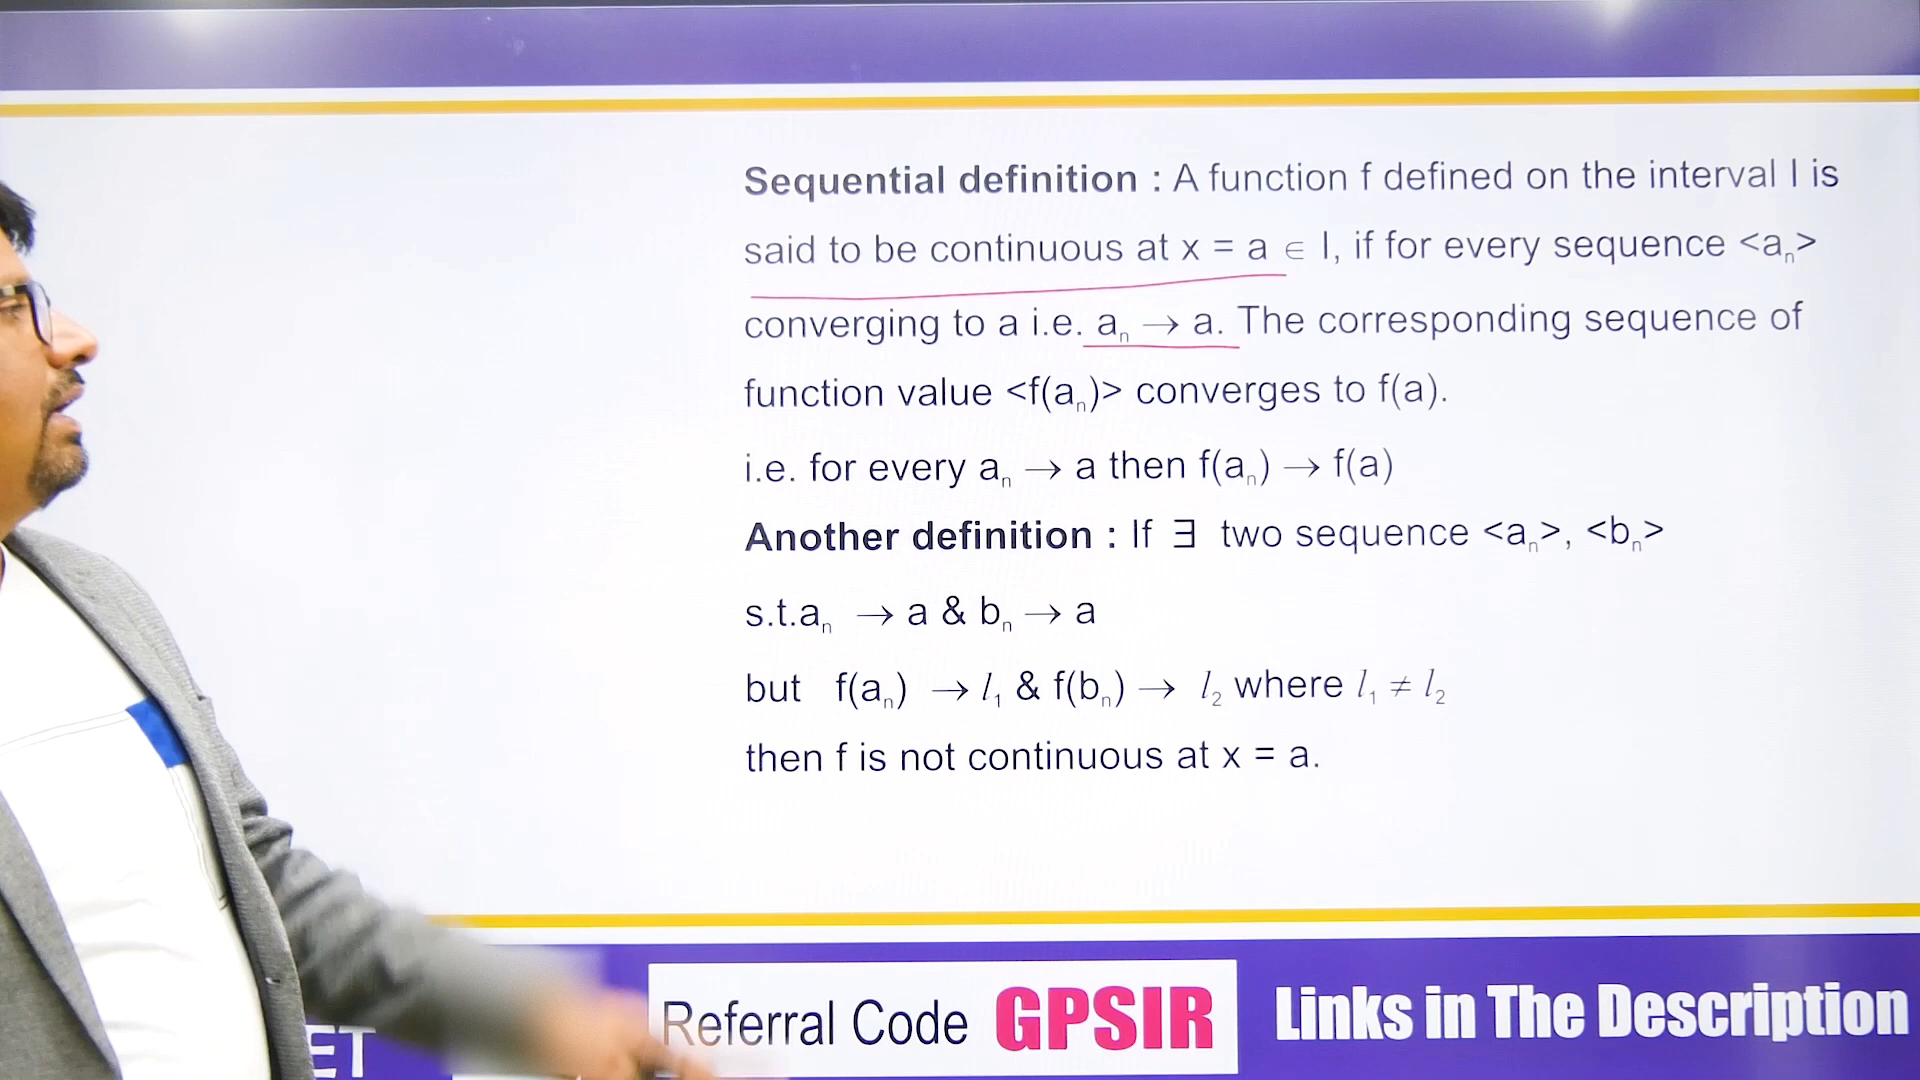 Sequential definition : A function f defined on the interval I is
said to be continuous at x = a ∈ I, if for every sequence <aₙ>
converging to a i.e. aₙ → a. The corresponding sequence of
function value <f(aₙ)> converges to f(a).
i.e. for every aₙ → a then f(aₙ) → f(a)
Another definition : If ∃ two sequence <aₙ>, <bₙ>
s.t.aₙ → a & bₙ → a
but f(aₙ) → l₁ & f(bₙ) → l₂ where l₁ ≠ l₂
then f is not continuous at x = a.
Referral Code GPSIR Links in The Description
ET